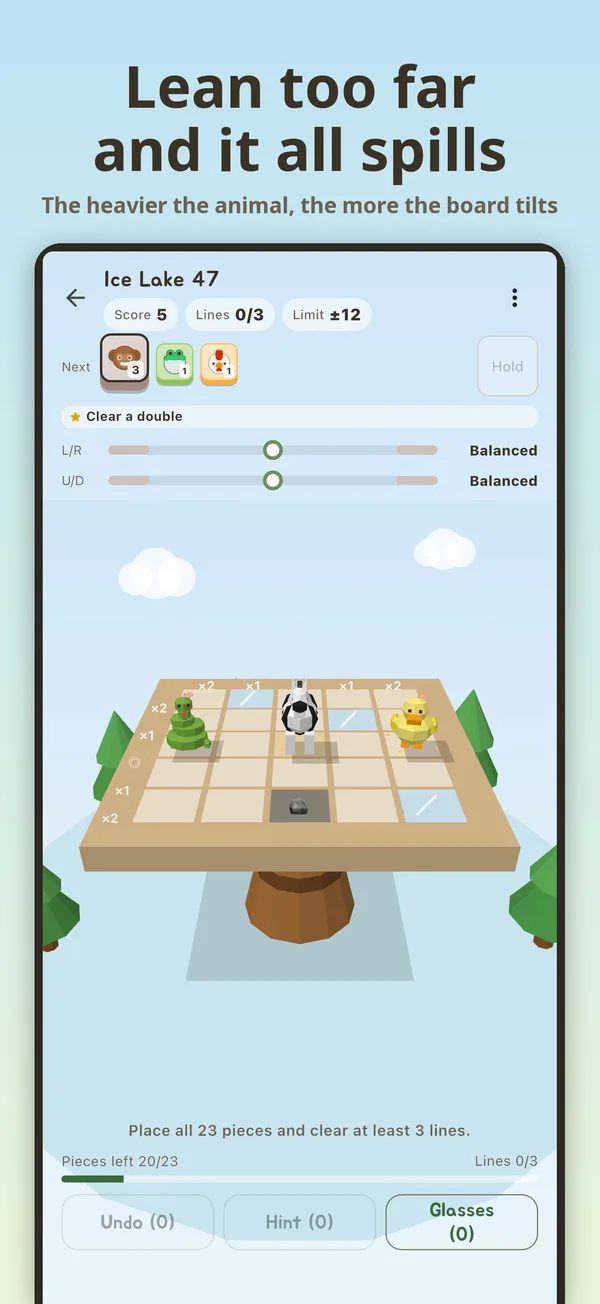 Lean too far
and it all spills
The heavier the animal, the more the board tilts
Ice Lake 47
Score 5 Lines 0/3 Limit ±12
Next 3 1 1 Hold
Clear a double
L/R Balanced
U/D Balanced
×2 ×1 ×1 ×2
×2
×1
×1
×2
Place all 23 pieces and clear at least 3 lines.
Pieces left 20/23 Lines 0/3
Undo (0) Hint (0) Glasses
(0)